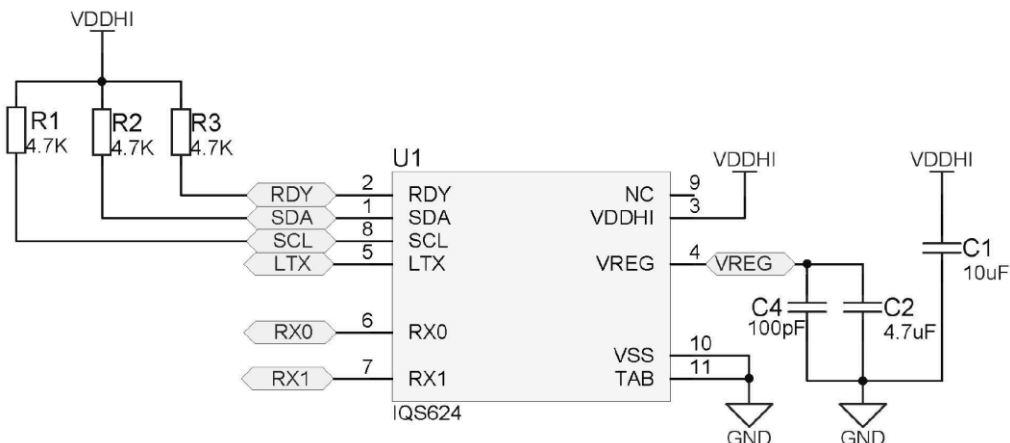 VDDHI
R1
4.7K
R2
4.7K
R3
4.7K
U1
VDDHI
VDDHI
RDY 2 RDY
SDA 1 SDA
SCL 8 SCL
LTX 5 LTX
RX0 6 RX0
RX1 7 RX1
NC 9
VDDHI 3
VREG 4 VREG
VSS 10
TAB 11
IQS624
C1
10uF
C4
100pF
C2
4.7uF
GND
GND